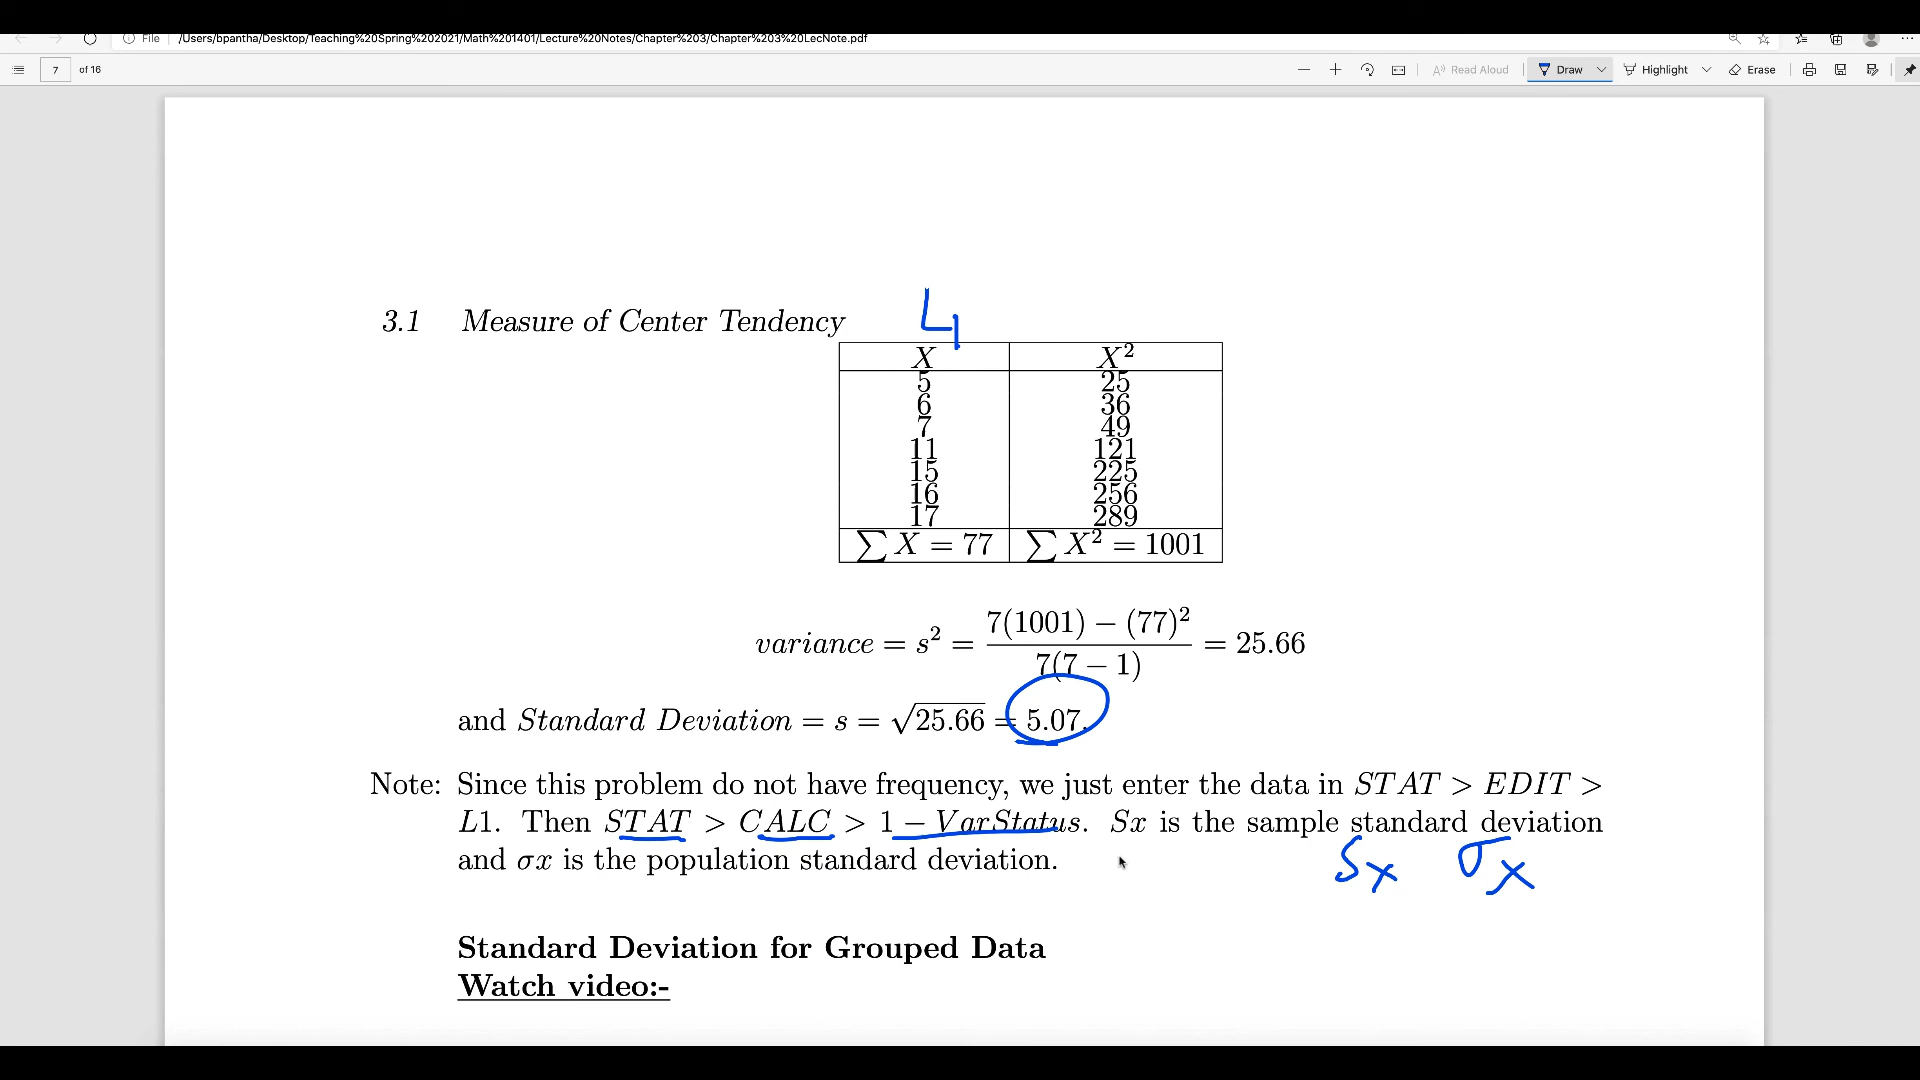 File | /Users/bpantha/Desktop/Teaching%20Spring%202021/Math%201401/Lecture%20Notes/Chapter%203/Chapter%203%20LecNote.pdf
7 of 16 Read Aloud Draw Highlight Erase
L1
3.1 Measure of Center Tendency
X X²
5 25
6 36
7 49
11 121
15 225
16 256
17 289
∑ X = 77 ∑ X² = 1001
variance = s² = 7(1001) − (77)² / 7(7 − 1) = 25.66
and Standard Deviation = s = √25.66 = 5.07.
Note: Since this problem do not have frequency, we just enter the data in STAT > EDIT >
L1. Then STAT > CALC > 1 − VarStatus. Sx is the sample standard deviation
and σx is the population standard deviation.
Sx σx
Standard Deviation for Grouped Data
Watch video:-